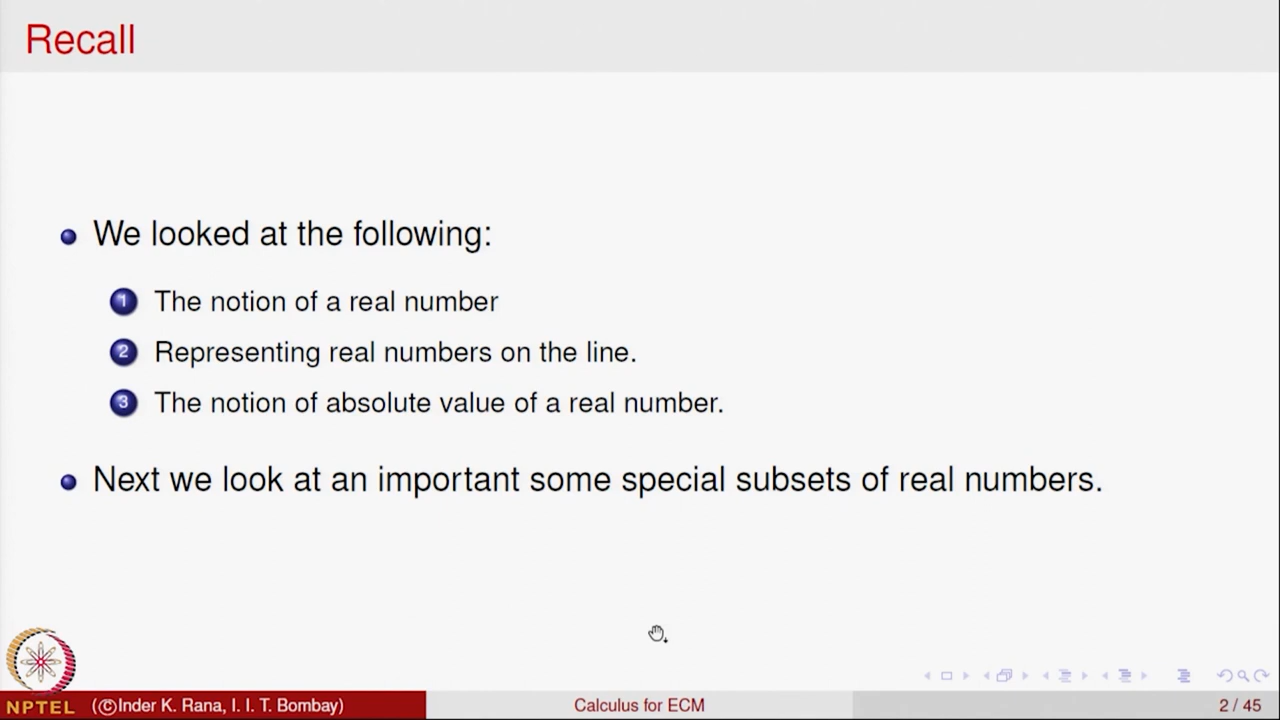 Recall
We looked at the following:
1 The notion of a real number
2 Representing real numbers on the line.
3 The notion of absolute value of a real number.
Next we look at an important some special subsets of real numbers.
NPTEL
(©Inder K. Rana, I. I. T. Bombay)
Calculus for ECM
2 / 45